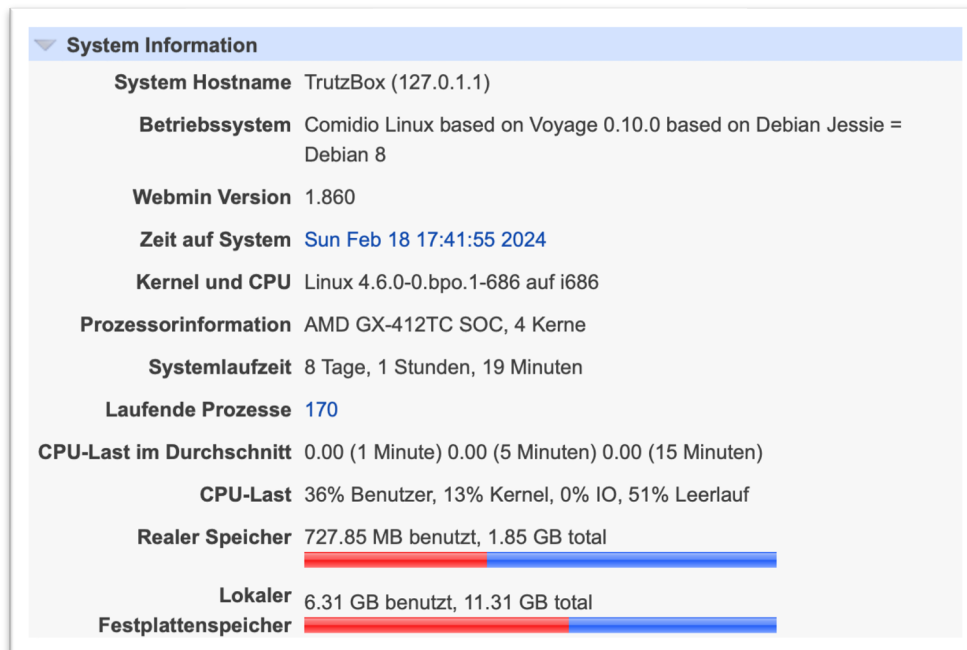 System Information
System Hostname TrutzBox (127.0.1.1)
Betriebssystem Comidio Linux based on Voyage 0.10.0 based on Debian Jessie =
Debian 8
Webmin Version 1.860
Zeit auf System Sun Feb 18 17:41:55 2024
Kernel und CPU Linux 4.6.0-0.bpo.1-686 auf i686
Prozessorinformation AMD GX-412TC SOC, 4 Kerne
Systemlaufzeit 8 Tage, 1 Stunden, 19 Minuten
Laufende Prozesse 170
CPU-Last im Durchschnitt 0.00 (1 Minute) 0.00 (5 Minuten) 0.00 (15 Minuten)
CPU-Last 36% Benutzer, 13% Kernel, 0% IO, 51% Leerlauf
Realer Speicher 727.85 MB benutzt, 1.85 GB total
Lokaler
Festplattenspeicher 6.31 GB benutzt, 11.31 GB total